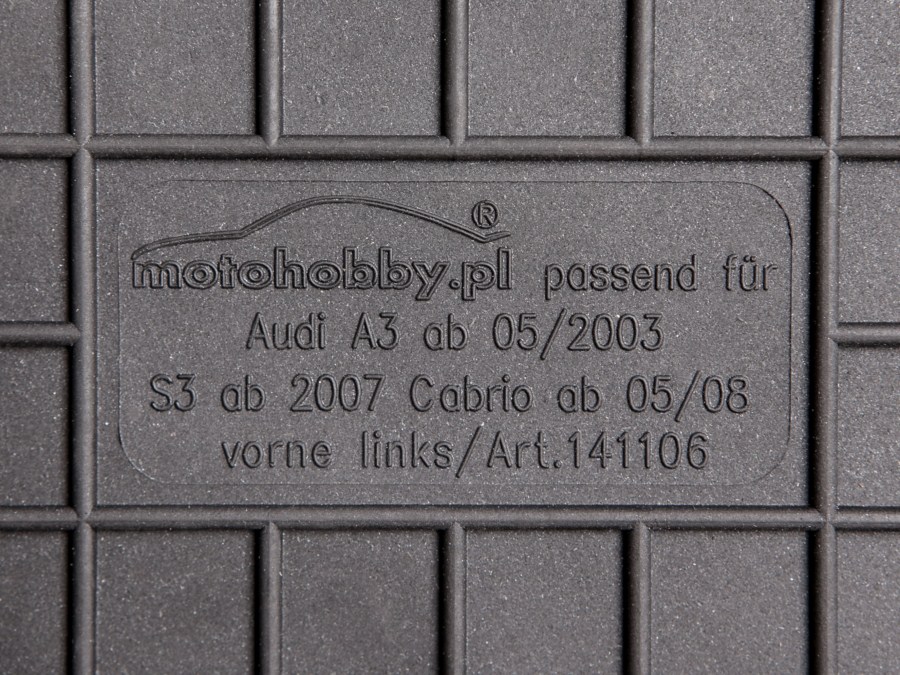 motohobby.pl ® passend für
Audi A3 ab 05/2003
S3 ab 2007 Cabrio ab 05/08
vorne links/Art.141106